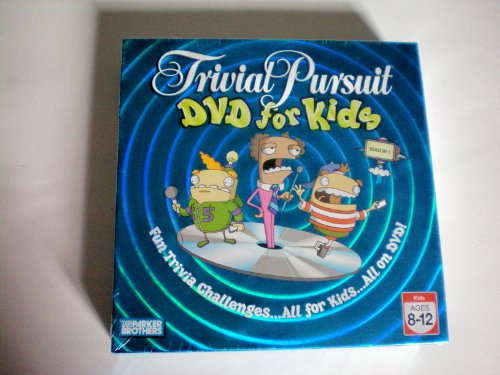 Trivial Pursuit
DVD for Kids
SEASON 1
5
Fun Trivia Challenges...All for Kids...All on DVD!
Kids
AGES
8-12
PARKER
BROTHERS